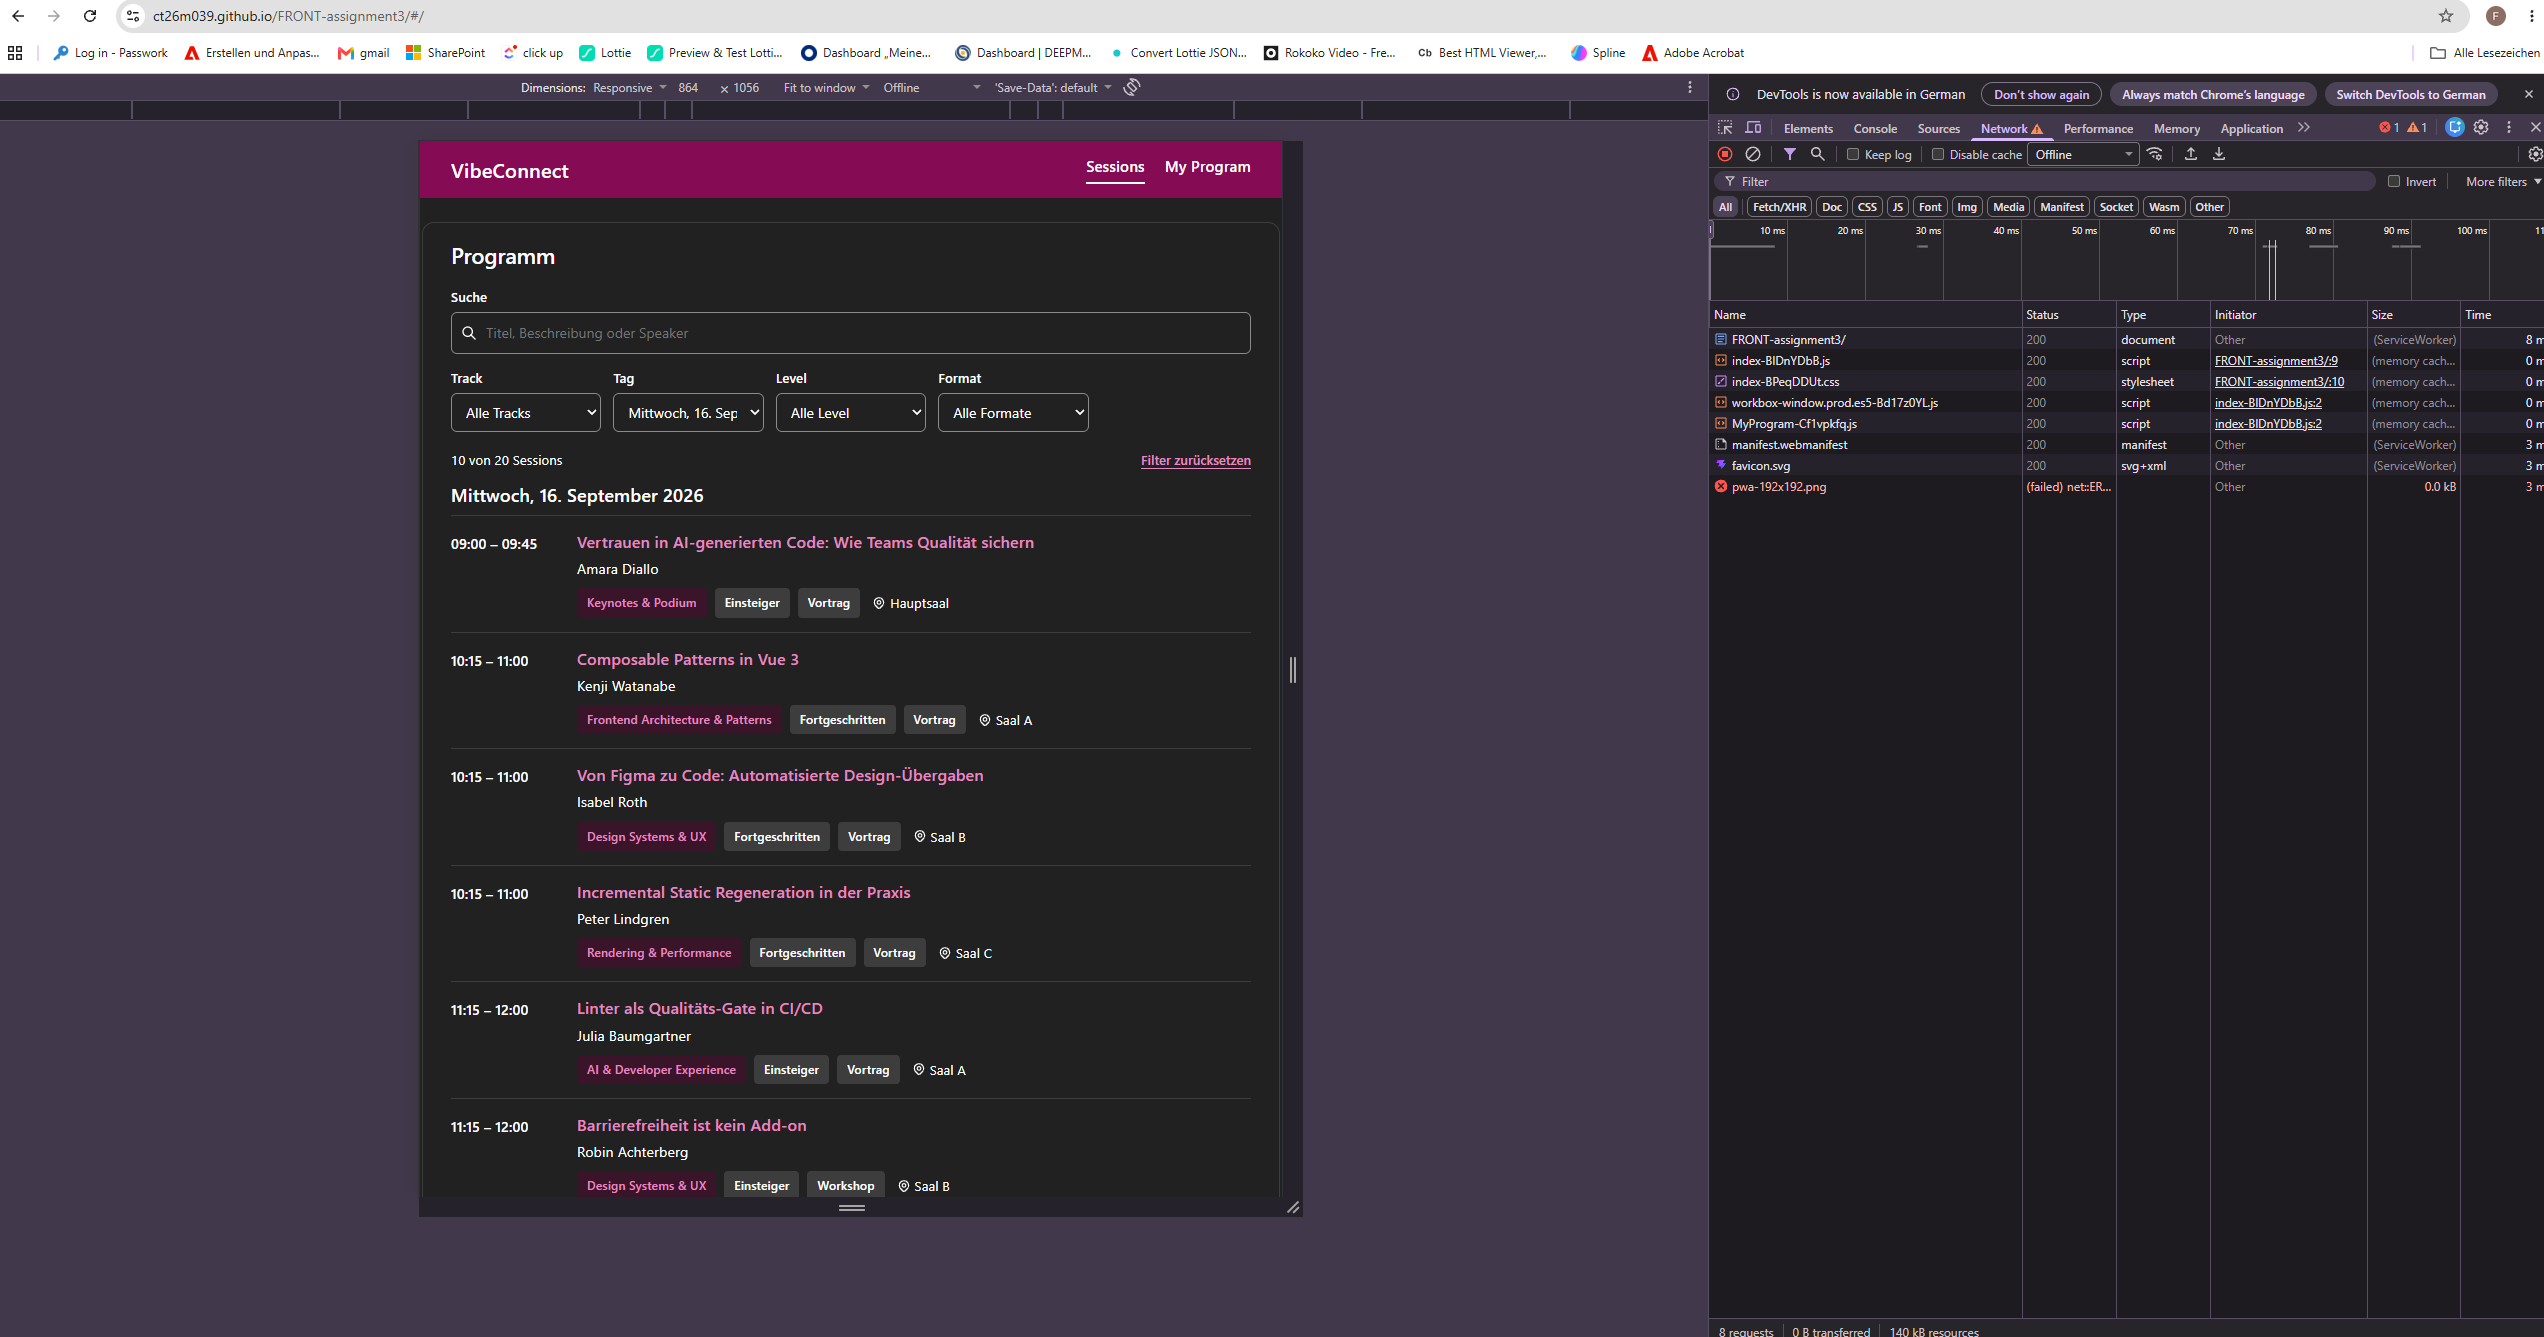 ct26m039.github.io/FRONT-assignment3/#/
F
Log in - Passwork Erstellen und Anpas... gmail SharePoint click up Lottie Preview & Test Lotti... Dashboard „Meine... Dashboard | DEEPM... Convert Lottie JSON... Rokoko Video - Fre... Cb Best HTML Viewer,... Spline Adobe Acrobat Alle Lesezeichen
Dimensions: Responsive 864 × 1056 Fit to window Offline 'Save-Data': default
VibeConnect Sessions My Program
Programm
Suche
Titel, Beschreibung oder Speaker
Track Tag Level Format
Alle Tracks Mittwoch, 16. Sep Alle Level Alle Formate
10 von 20 Sessions Filter zurücksetzen
Mittwoch, 16. September 2026
09:00 – 09:45 Vertrauen in AI-generierten Code: Wie Teams Qualität sichern
Amara Diallo
Keynotes & Podium Einsteiger Vortrag Hauptsaal
10:15 – 11:00 Composable Patterns in Vue 3
Kenji Watanabe
Frontend Architecture & Patterns Fortgeschritten Vortrag Saal A
10:15 – 11:00 Von Figma zu Code: Automatisierte Design-Übergaben
Isabel Roth
Design Systems & UX Fortgeschritten Vortrag Saal B
10:15 – 11:00 Incremental Static Regeneration in der Praxis
Peter Lindgren
Rendering & Performance Fortgeschritten Vortrag Saal C
11:15 – 12:00 Linter als Qualitäts-Gate in CI/CD
Julia Baumgartner
AI & Developer Experience Einsteiger Vortrag Saal A
11:15 – 12:00 Barrierefreiheit ist kein Add-on
Robin Achterberg
Design Systems & UX Einsteiger Workshop Saal B
DevTools is now available in German Don't show again Always match Chrome's language Switch DevTools to German
Elements Console Sources Network Performance Memory Application 1 1
Keep log Disable cache Offline
Filter Invert More filters
All Fetch/XHR Doc CSS JS Font Img Media Manifest Socket Wasm Other
10 ms 20 ms 30 ms 40 ms 50 ms 60 ms 70 ms 80 ms 90 ms 100 ms 11
Name Status Type Initiator Size Time
FRONT-assignment3/ 200 document Other (ServiceWorker) 8 m
index-BIDnYDbB.js 200 script FRONT-assignment3/:9 (memory cach... 0 m
index-BPeqDDUt.css 200 stylesheet FRONT-assignment3/:10 (memory cach... 0 m
workbox-window.prod.es5-Bd17z0YL.js 200 script index-BIDnYDbB.js:2 (memory cach... 0 m
MyProgram-Cf1vpkfq.js 200 script index-BIDnYDbB.js:2 (memory cach... 0 m
manifest.webmanifest 200 manifest Other (ServiceWorker) 3 m
favicon.svg 200 svg+xml Other (ServiceWorker) 3 m
pwa-192x192.png (failed) net::ER... Other 0.0 kB 3 m
8 requests 0 B transferred 140 kB resources